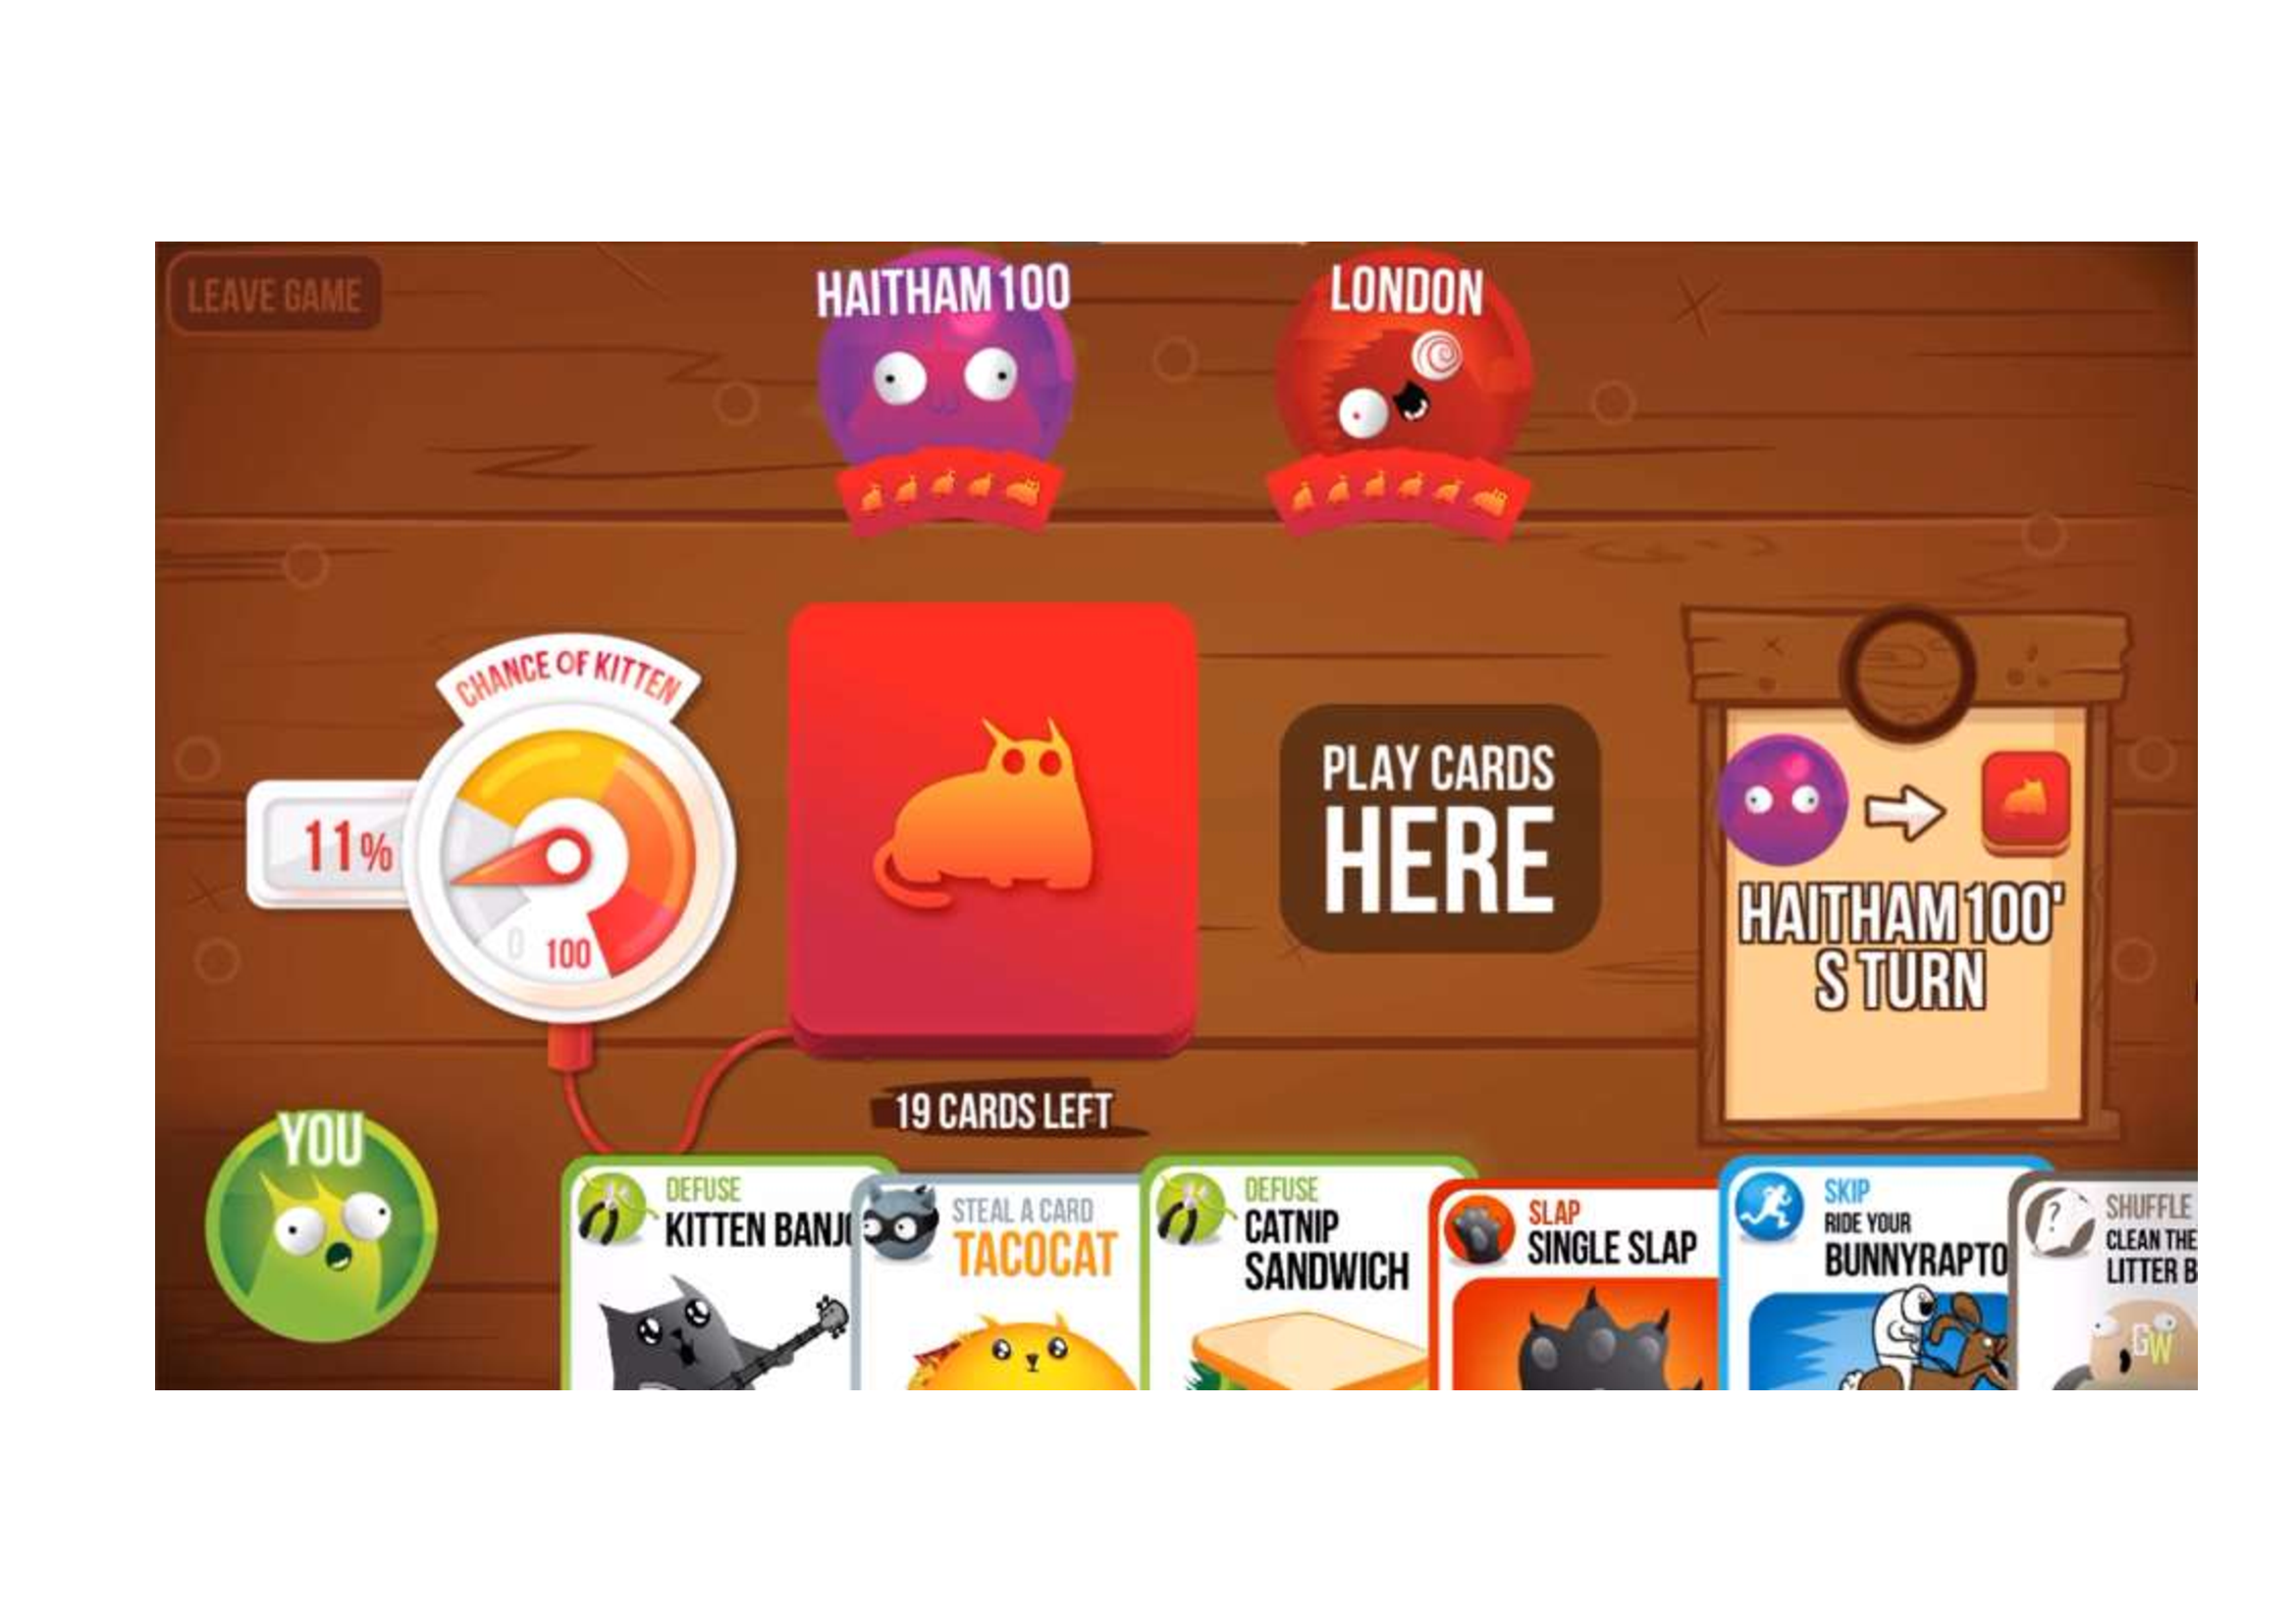 LEAVE GAME
HAITHAM100
LONDON
CHANCE OF KITTEN
11%
0 100
PLAY CARDS
HERE
HAITHAM100'
S TURN
19 CARDS LEFT
YOU
DEFUSE
KITTEN BANJO
STEAL A CARD
TACOCAT
DEFUSE
CATNIP
SANDWICH
SLAP
SINGLE SLAP
SKIP
RIDE YOUR
BUNNYRAPTO
SHUFFLE
?
CLEAN THE
LITTER B
GW